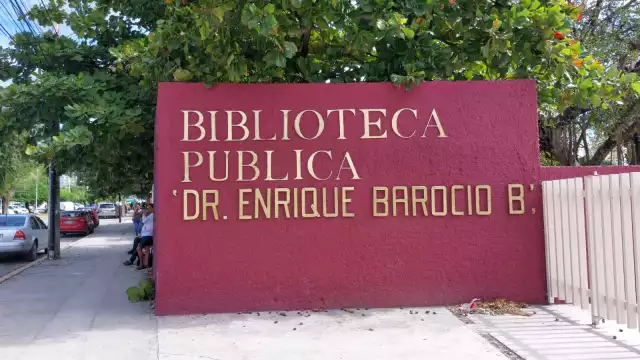 BIBLIOTECA
PUBLICA
"DR. ENRIQUE BAROCIO B."